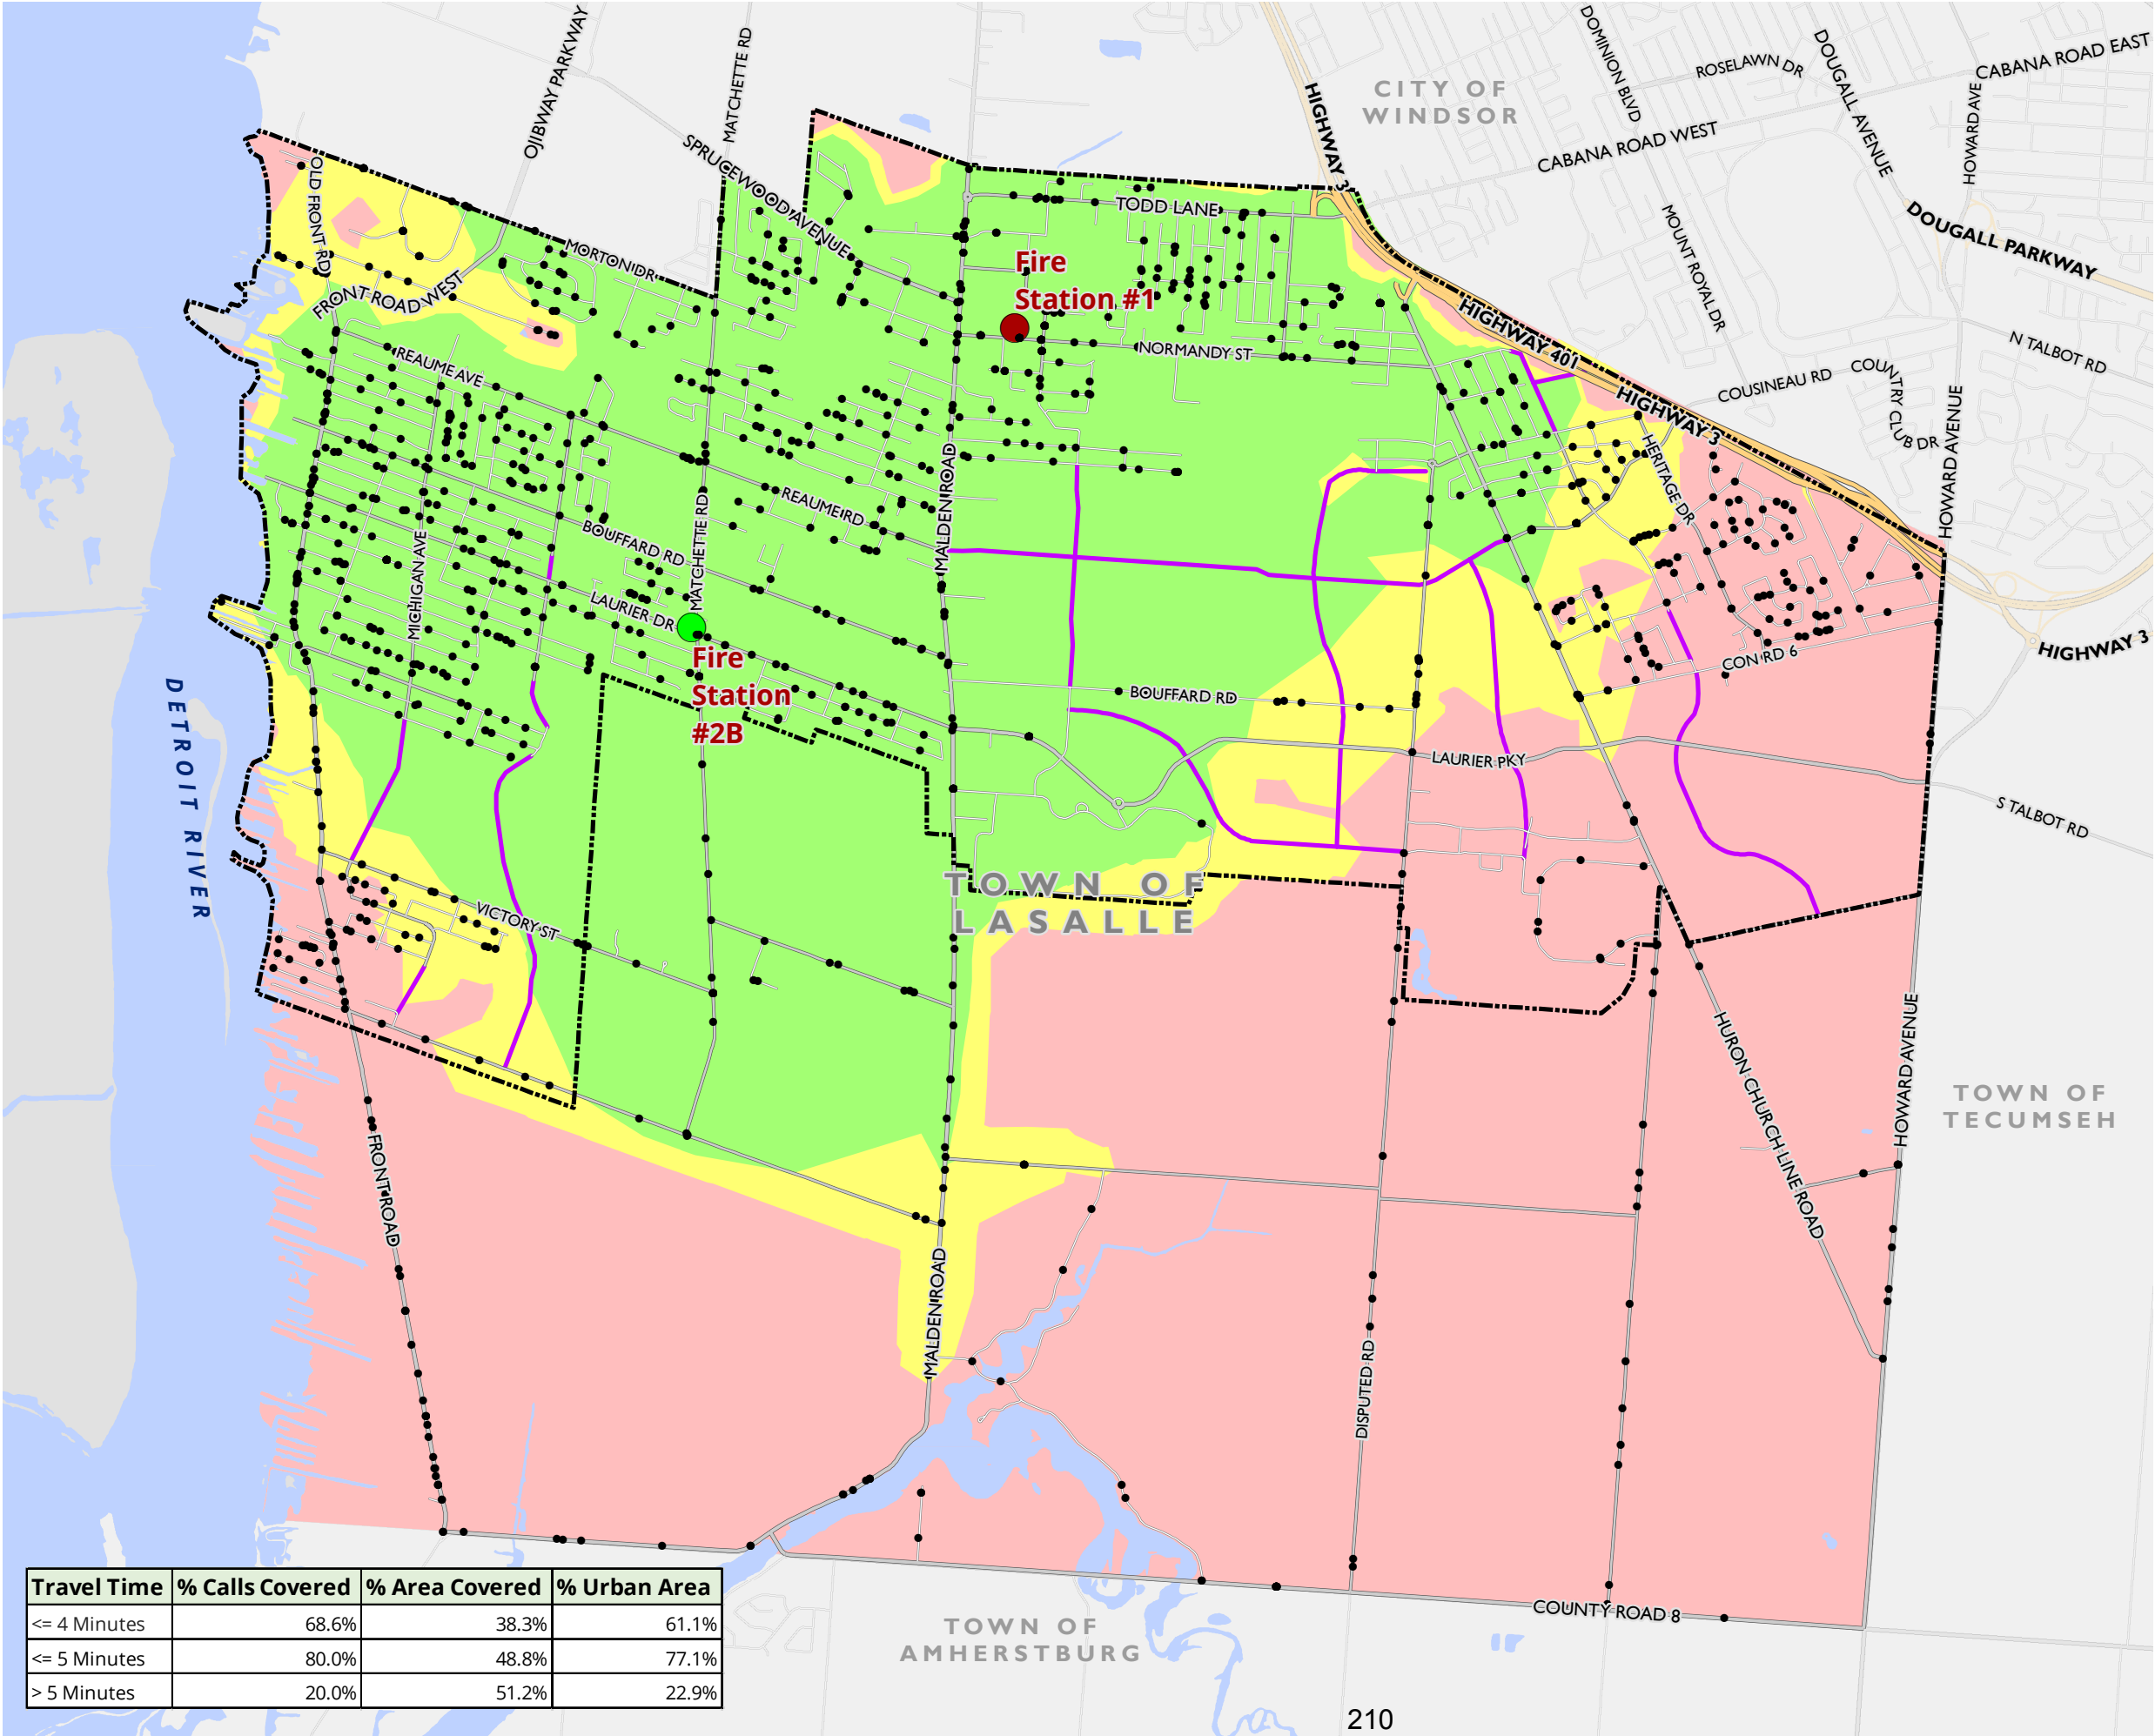 OJIBWAY PARKWAY
MATCHETTE RD
DOMINION BLVD
DOUGALL AVENUE
ROSELAWN DR
CABANA ROAD EAST
HOWARD AVE
CITY OF
WINDSOR
HIGHWAY 3
CABANA ROAD WEST
SPRUCEWOOD AVENUE
OLD FRONT RD
TODD LANE
MOUNT ROYAL DR
DOUGALL PARKWAY
MORTON DR
FRONT ROAD WEST
Fire
Station #1
HIGHWAY 401
N TALBOT RD
NORMANDY ST
REAUME AVE
COUSINEAU RD
COUNTRY CLUB DR
HIGHWAY 3
HOWARD AVENUE
HERITAGE DR
MALDEN ROAD
REAUME RD
MATCHETTE RD
BOUFFARD RD
MICHIGAN AVE
LAURIER DR
Fire
Station
#2B
CON RD 6
HIGHWAY 3
BOUFFARD RD
DETROIT RIVER
LAURIER PKY
S TALBOT RD
TOWN OF
LASALLE
VICTORY ST
HURON CHURCH LINE ROAD
HOWARD AVENUE
TOWN OF
TECUMSEH
FRONT ROAD
MALDEN ROAD
DISPUTED RD
COUNTY ROAD 8
TOWN OF
AMHERSTBURG
Travel Time % Calls Covered % Area Covered % Urban Area
<= 4 Minutes 68.6% 38.3% 61.1%
<= 5 Minutes 80.0% 48.8% 77.1%
> 5 Minutes 20.0% 51.2% 22.9%
210